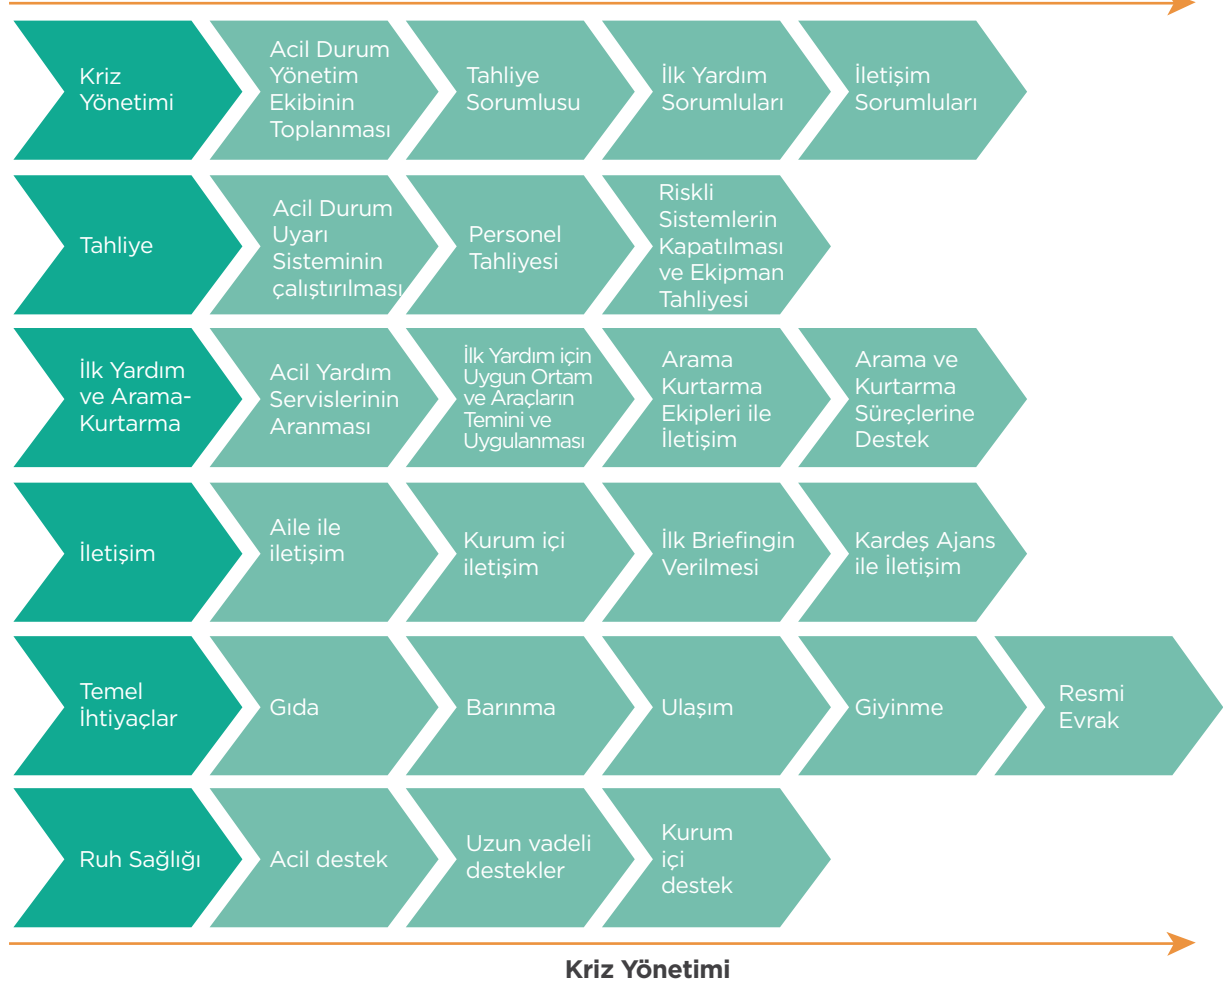 Kriz
Yönetimi
Acil Durum
Yönetim
Ekibinin
Toplanması
Tahliye
Sorumlusu
İlk Yardım
Sorumluları
İletişim
Sorumluları
Tahliye
Acil Durum
Uyarı
Sisteminin
çalıştırılması
Personel
Tahliyesi
Riskli
Sistemlerin
Kapatılması
ve Ekipman
Tahliyesi
İlk Yardım
ve Arama-
Kurtarma
Acil Yardım
Servislerinin
Aranması
İlk Yardım için
Uygun Ortam
ve Araçların
Temini ve
Uygulanması
Arama
Kurtarma
Ekipleri ile
İletişim
Arama ve
Kurtarma
Süreçlerine
Destek
İletişim
Aile ile
iletişim
Kurum içi
iletişim
İlk Briefingin
Verilmesi
Kardeş Ajans
ile İletişim
Temel
İhtiyaçlar
Gıda
Barınma
Ulaşım
Giyinme
Resmi
Evrak
Ruh Sağlığı
Acil destek
Uzun vadeli
destekler
Kurum
içi
destek
Kriz Yönetimi